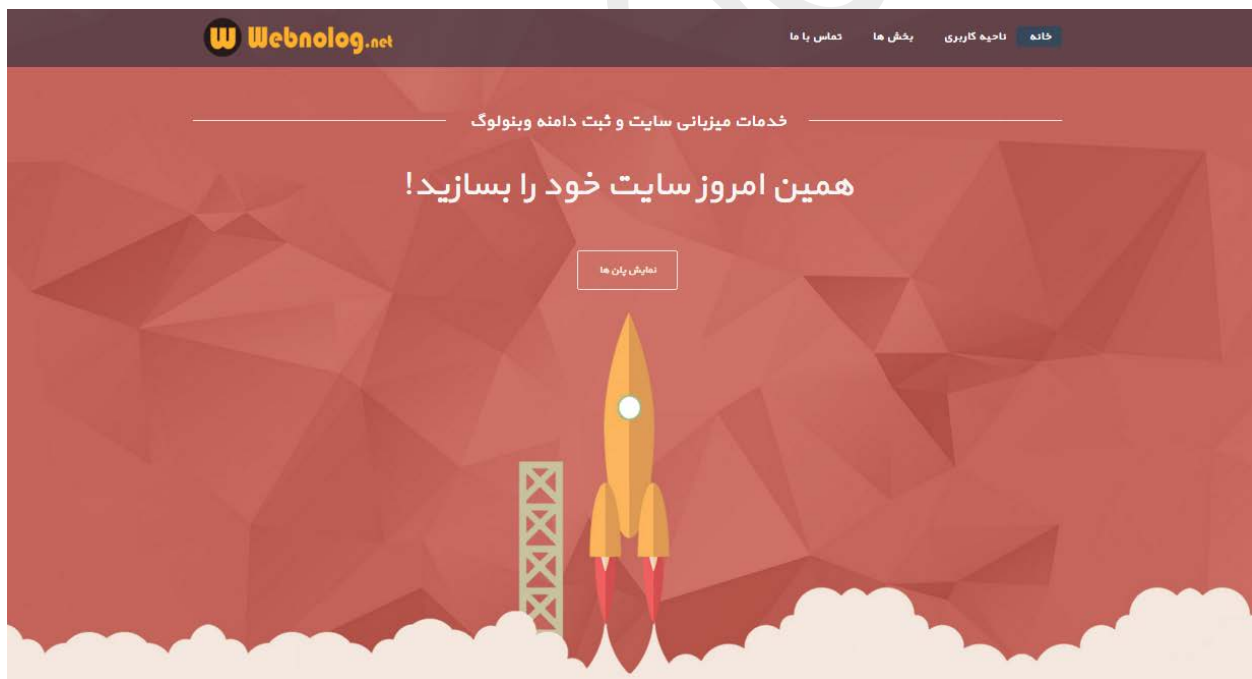 Webnolog.net
خانه
ناحیه کاربری
بخش ها
تماس با ما
خدمات میزبانی سایت و ثبت دامنه وبنولوگ
همین امروز سایت خود را بسازید!
نمایش پلن ها